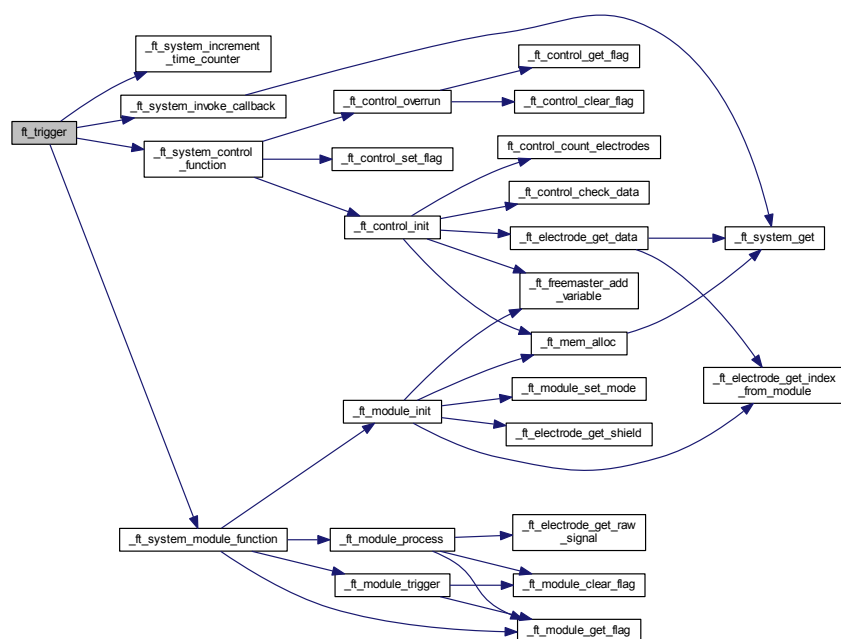 _ft_system_increment
_time_counter
_ft_control_get_flag
_ft_system_invoke_callback
_ft_control_overrun
_ft_control_clear_flag
ft_trigger
_ft_system_control
_function
_ft_control_set_flag
ft_control_count_electrodes
_ft_control_check_data
_ft_control_init
_ft_electrode_get_data
_ft_system_get
_ft_freemaster_add
_variable
_ft_mem_alloc
_ft_module_set_mode
_ft_electrode_get_index
_from_module
_ft_module_init
_ft_electrode_get_shield
_ft_system_module_function
_ft_module_process
_ft_electrode_get_raw
_signal
_ft_module_trigger
_ft_module_clear_flag
_ft_module_get_flag